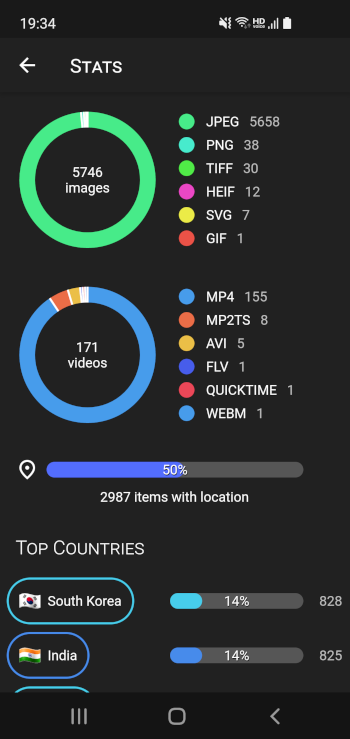 19:34
HD
voice
Stats
5746
images
JPEG 5658
PNG 38
TIFF 30
HEIF 12
SVG 7
GIF 1
171
videos
MP4 155
MP2TS 8
AVI 5
FLV 1
QUICKTIME 1
WEBM 1
50%
2987 items with location
Top Countries
South Korea 14% 828
India 14% 825